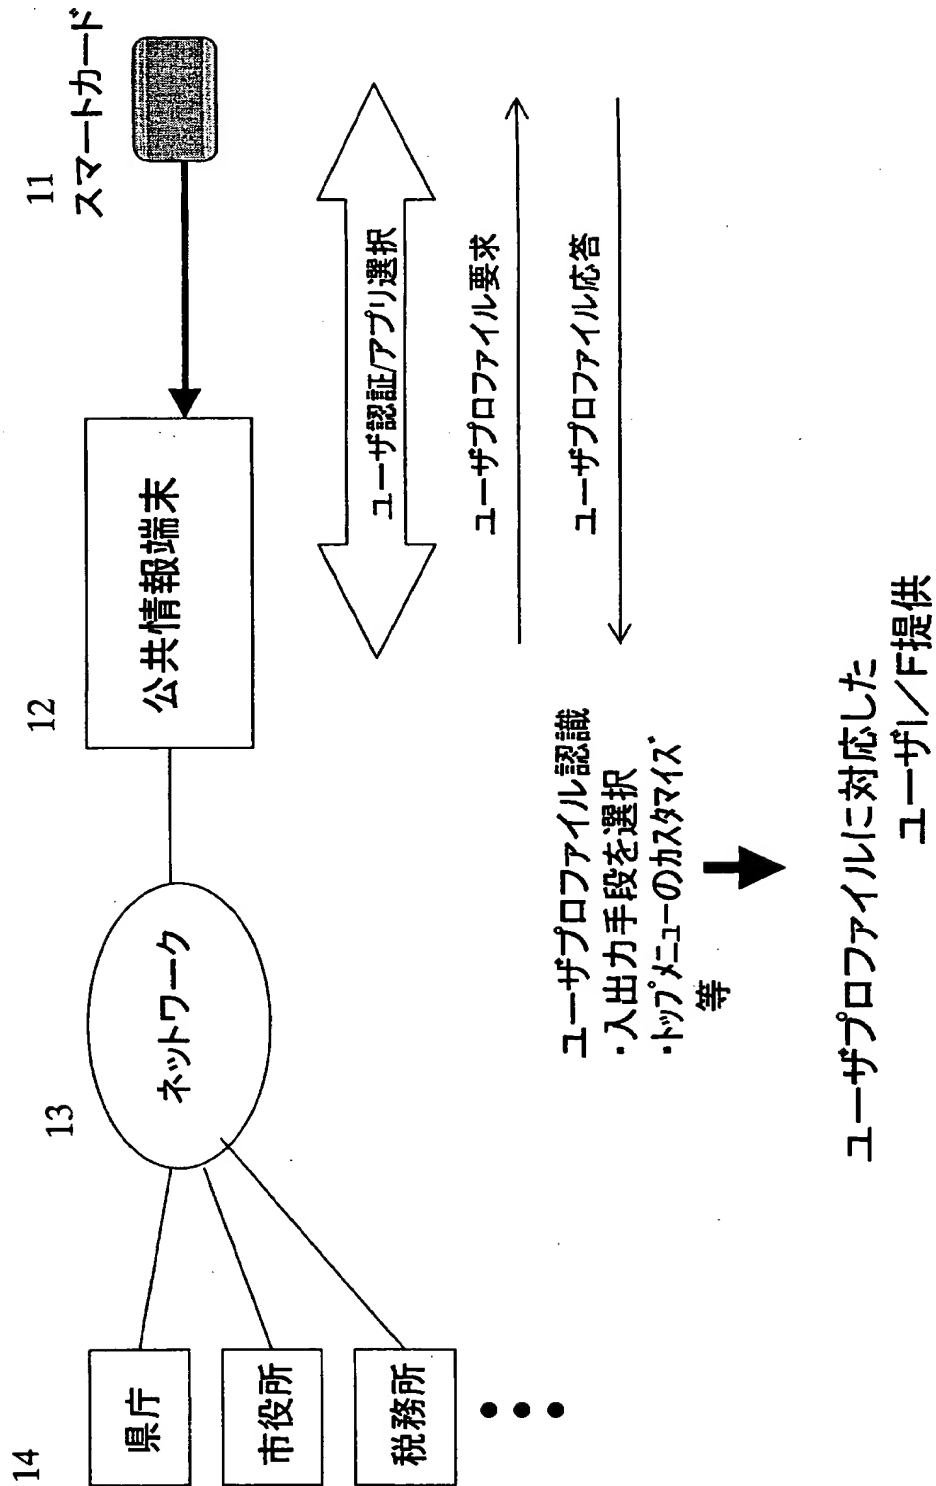 14
県庁
市役所
税務所
13
ネットワーク
12
公共情報端末
11
スマートカード
ユーザ認証/アプリ選択
ユーザプロファイル要求
ユーザプロファイル応答
ユーザプロファイル認識
・入出力手段を選択
・トップメニューのカスタマイズ
等
ユーザプロファイルに対応した
ユーザI/F提供